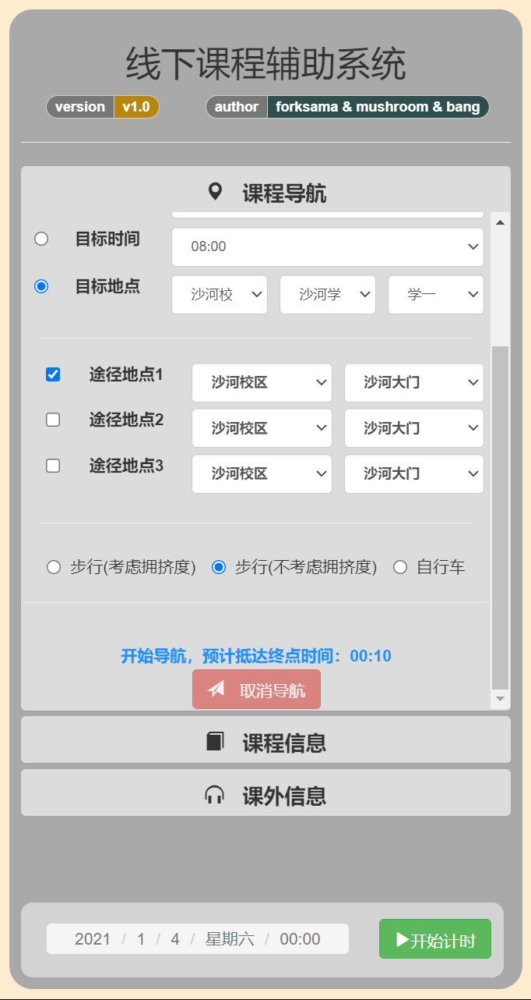 线下课程辅助系统
version v1.0 author forksama & mushroom & bang
课程导航
目标时间 08:00
目标地点 沙河校 沙河学 学一
途径地点1 沙河校区 沙河大门
途径地点2 沙河校区 沙河大门
途径地点3 沙河校区 沙河大门
步行(考虑拥挤度) 步行(不考虑拥挤度) 自行车
开始导航，预计抵达终点时间：00:10
取消导航
课程信息
课外信息
2021 / 1 / 4 / 星期六 / 00:00 开始计时